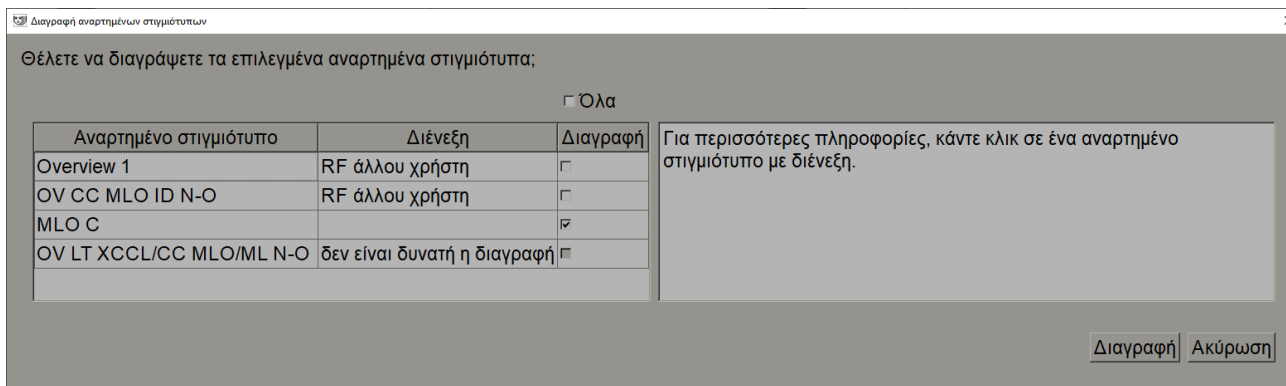 Διαγραφή αναρτημένων στιγμιότυπων
Θέλετε να διαγράψετε τα επιλεγμένα αναρτημένα στιγμιότυπα;
Όλα
Αναρτημένο στιγμιότυπο Διένεξη Διαγραφή
Overview 1 RF άλλου χρήστη
OV CC MLO ID N-O RF άλλου χρήστη
MLO C
OV LT XCCL/CC MLO/ML N-O δεν είναι δυνατή η διαγραφή
Για περισσότερες πληροφορίες, κάντε κλικ σε ένα αναρτημένο
στιγμιότυπο με διένεξη.
Διαγραφή Ακύρωση